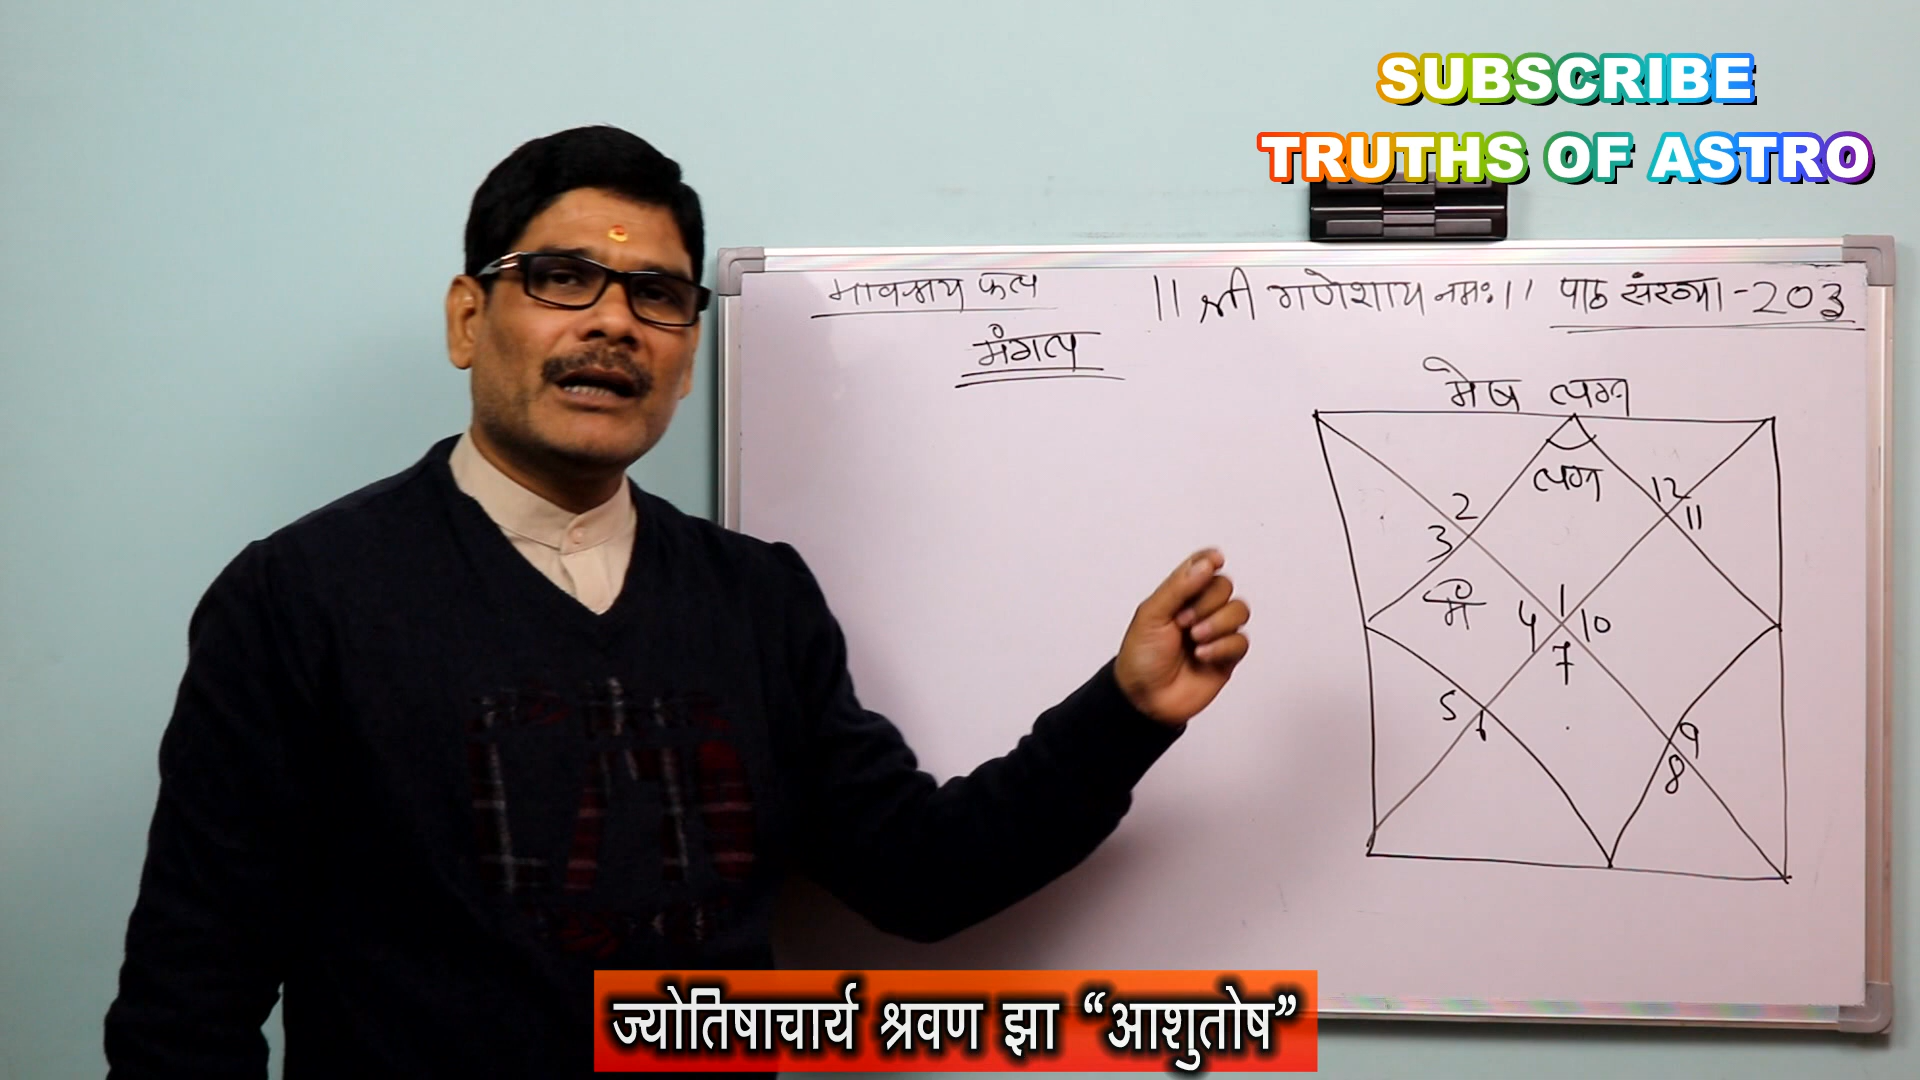 SUBSCRIBE
TRUTHS OF ASTRO
भावस्थ फल ॥ श्री गणेशाय नमः॥ पाठ संख्या-203
मंगल
मेष लग्न
लग्न
2 12
3 11
मं 4 1 10
7
5 6 9
8
ज्योतिषाचार्य श्रवण झा “आशुतोष”